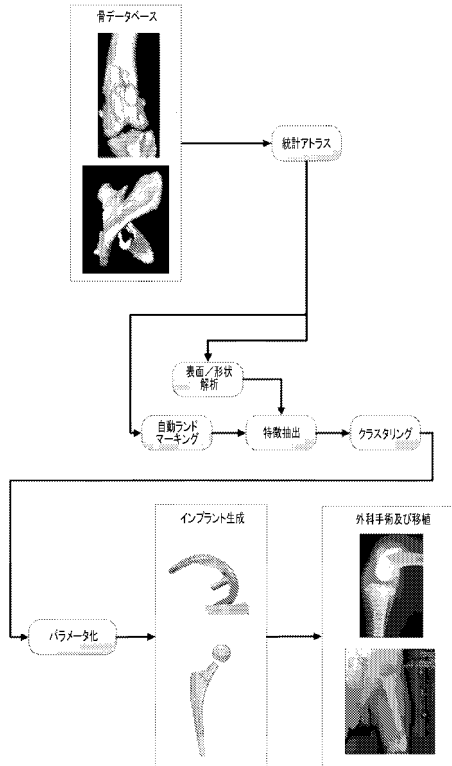 骨データベース
統計アトラス
表面／形状
解析
自動ランド
マーキング
特徴抽出
クラスタリング
インプラント生成
外科手術及び移植
パラメータ化